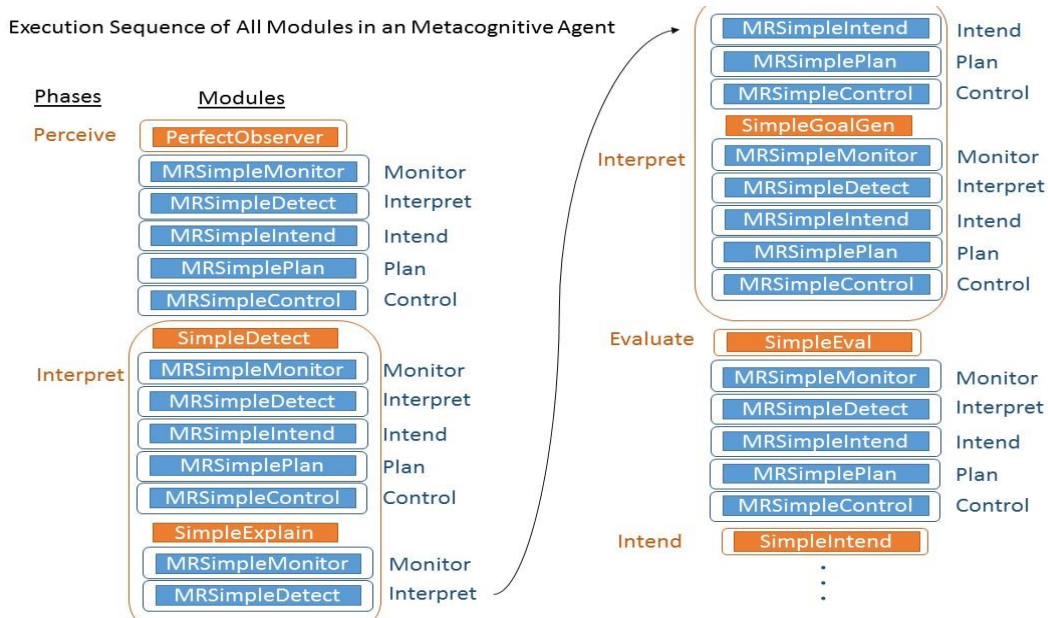 Execution Sequence of All Modules in an Metacognitive Agent
Phases Modules
Perceive PerfectObserver
MRSimpleMonitor Monitor
MRSimpleDetect Interpret
MRSimpleIntend Intend
MRSimplePlan Plan
MRSimpleControl Control
SimpleDetect
Interpret
MRSimpleMonitor Monitor
MRSimpleDetect Interpret
MRSimpleIntend Intend
MRSimplePlan Plan
MRSimpleControl Control
SimpleExplain
MRSimpleMonitor Monitor
MRSimpleDetect Interpret
MRSimpleIntend Intend
MRSimplePlan Plan
MRSimpleControl Control
SimpleGoalGen
Interpret
MRSimpleMonitor Monitor
MRSimpleDetect Interpret
MRSimpleIntend Intend
MRSimplePlan Plan
MRSimpleControl Control
Evaluate SimpleEval
MRSimpleMonitor Monitor
MRSimpleDetect Interpret
MRSimpleIntend Intend
MRSimplePlan Plan
MRSimpleControl Control
Intend SimpleIntend